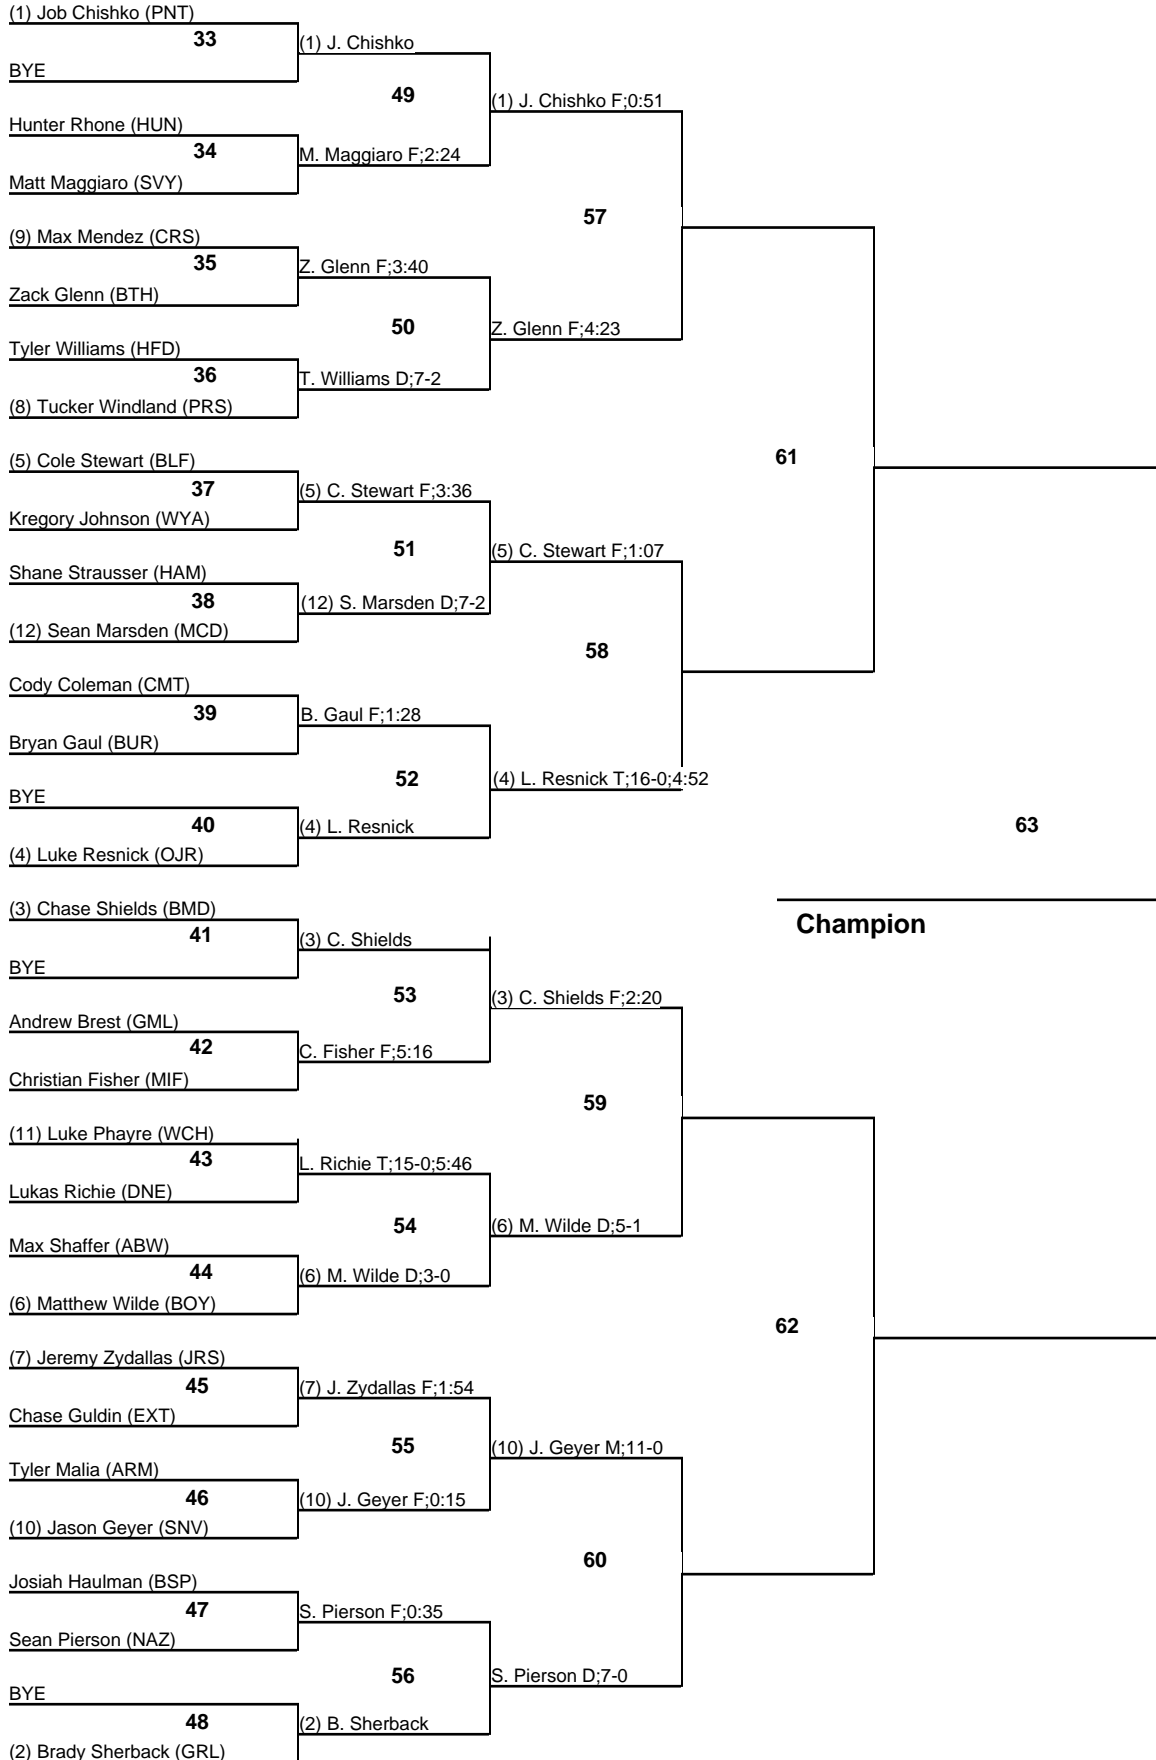 (1) Job Chishko (PNT)
33
(1) J. Chishko
BYE
49
(1) J. Chishko F;0:51
Hunter Rhone (HUN)
34
M. Maggiaro F;2:24
Matt Maggiaro (SVY)
57
(9) Max Mendez (CRS)
35
Z. Glenn F;3:40
Zack Glenn (BTH)
50
Z. Glenn F;4:23
Tyler Williams (HFD)
36
T. Williams D;7-2
(8) Tucker Windland (PRS)
61
(5) Cole Stewart (BLF)
37
(5) C. Stewart F;3:36
Kregory Johnson (WYA)
51
(5) C. Stewart F;1:07
Shane Strausser (HAM)
38
(12) S. Marsden D;7-2
(12) Sean Marsden (MCD)
58
Cody Coleman (CMT)
39
B. Gaul F;1:28
Bryan Gaul (BUR)
52
(4) L. Resnick T;16-0;4:52
BYE
40
(4) L. Resnick
(4) Luke Resnick (OJR)
63
(3) Chase Shields (BMD)
Champion
41
(3) C. Shields
BYE
53
(3) C. Shields F;2:20
Andrew Brest (GML)
42
C. Fisher F;5:16
Christian Fisher (MIF)
59
(11) Luke Phayre (WCH)
43
L. Richie T;15-0;5:46
Lukas Richie (DNE)
54
(6) M. Wilde D;5-1
Max Shaffer (ABW)
44
(6) M. Wilde D;3-0
(6) Matthew Wilde (BOY)
62
(7) Jeremy Zydallas (JRS)
45
(7) J. Zydallas F;1:54
Chase Guldin (EXT)
55
(10) J. Geyer M;11-0
Tyler Malia (ARM)
46
(10) J. Geyer F;0:15
(10) Jason Geyer (SNV)
60
Josiah Haulman (BSP)
47
S. Pierson F;0:35
Sean Pierson (NAZ)
56
S. Pierson D;7-0
BYE
48
(2) B. Sherback
(2) Brady Sherback (GRL)